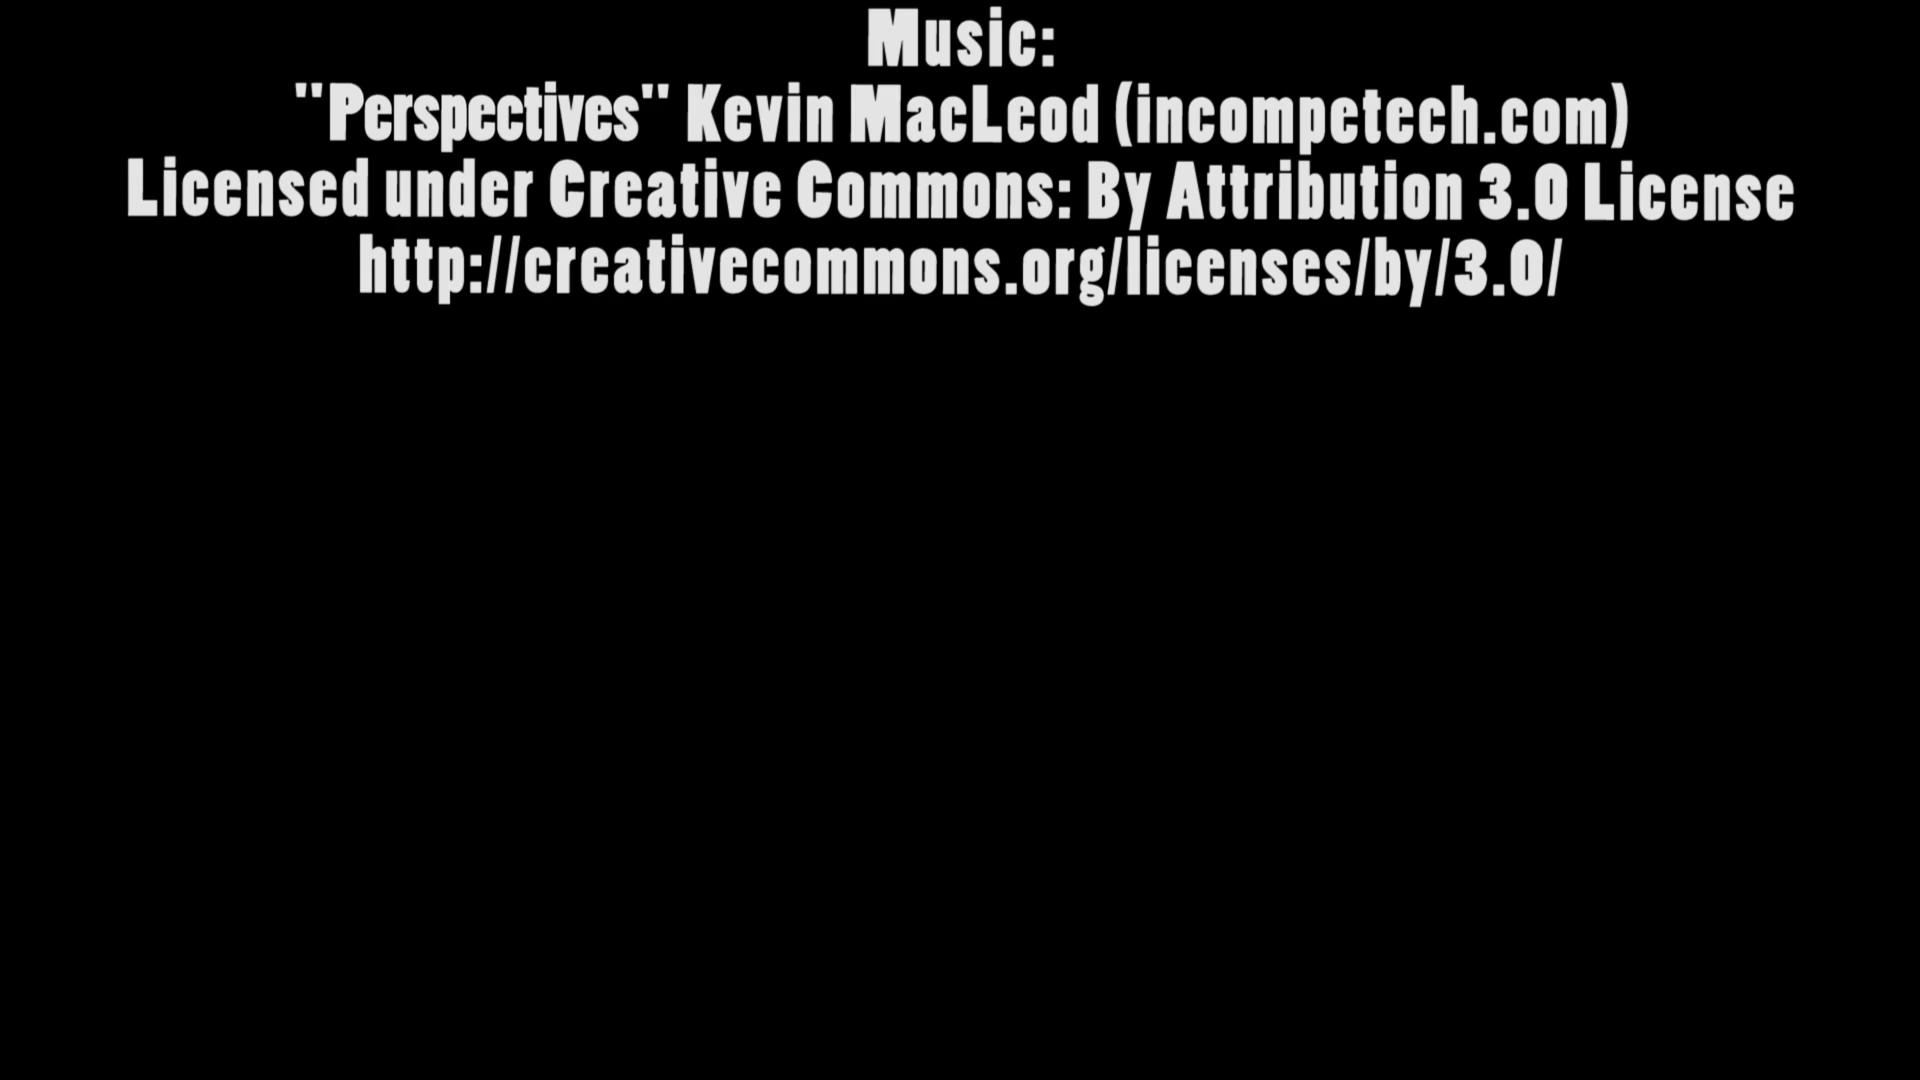 Music:
"Perspectives" Kevin MacLeod (incompetech.com)
Licensed under Creative Commons: By Attribution 3.0 License
http://creativecommons.org/licenses/by/3.0/